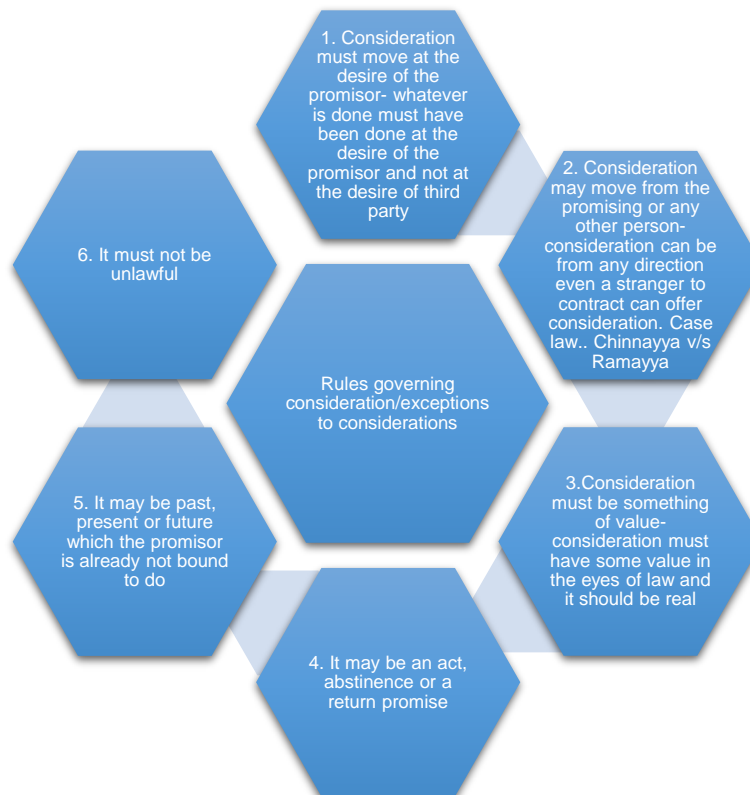 1. Consideration
must move at the
desire of the
promisor- whatever
is done must have
been done at the
desire of the
promisor and not at
the desire of third
party
2. Consideration
may move from the
promising or any
other person-
consideration can be
from any direction
even a stranger to
contract can offer
consideration. Case
law.. Chinnayya v/s
Ramayya
3.Consideration
must be something
of value-
consideration must
have some value in
the eyes of law and
it should be real
4. It may be an act,
abstinence or a
return promise
5. It may be past,
present or future
which the promisor
is already not bound
to do
6. It must not be
unlawful
Rules governing
consideration/exceptions
to considerations